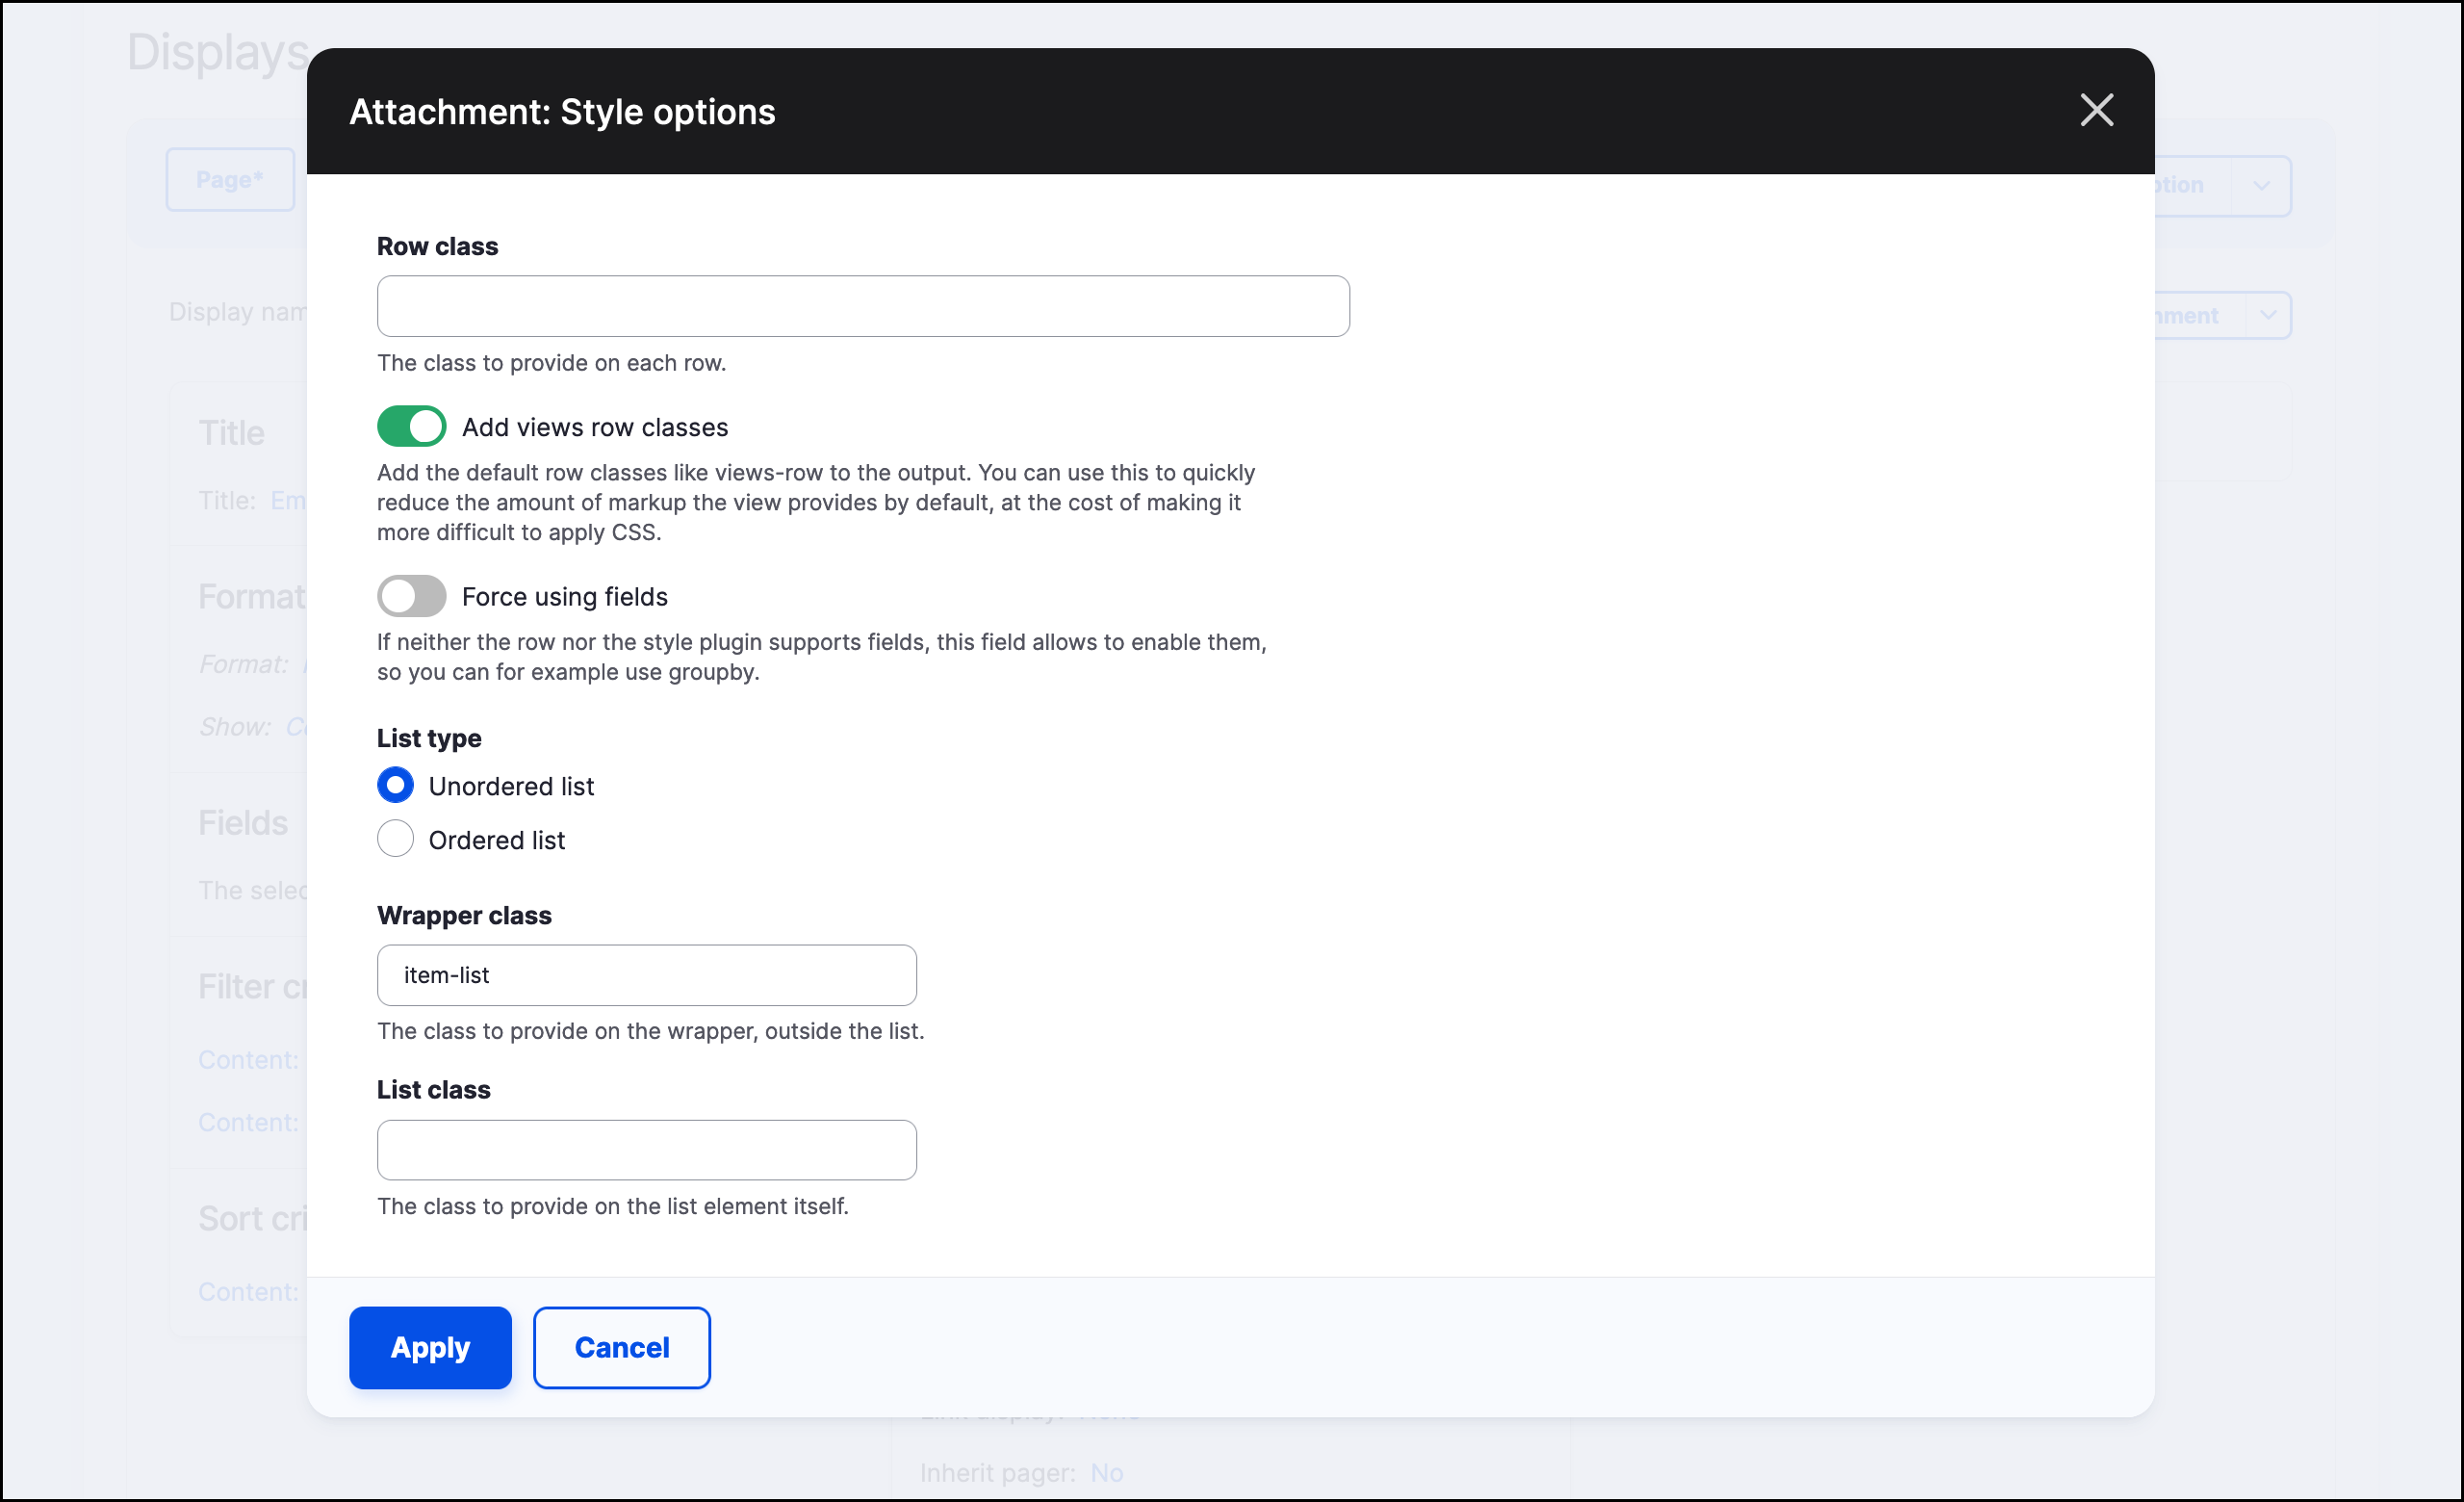 Displays
Attachment: Style options
Page*
Display nam
Title
Title: Em
Format
Format:
Show:
Fields
The selec
Filter cr
Content:
Content:
Sort cri
Content:
Row class
The class to provide on each row.
Add views row classes
Add the default row classes like views-row to the output. You can use this to quickly
reduce the amount of markup the view provides by default, at the cost of making it
more difficult to apply CSS.
Force using fields
If neither the row nor the style plugin supports fields, this field allows to enable them,
so you can for example use groupby.
List type
Unordered list
Ordered list
Wrapper class
item-list
The class to provide on the wrapper, outside the list.
List class
The class to provide on the list element itself.
Apply
Cancel
Inherit pager: No